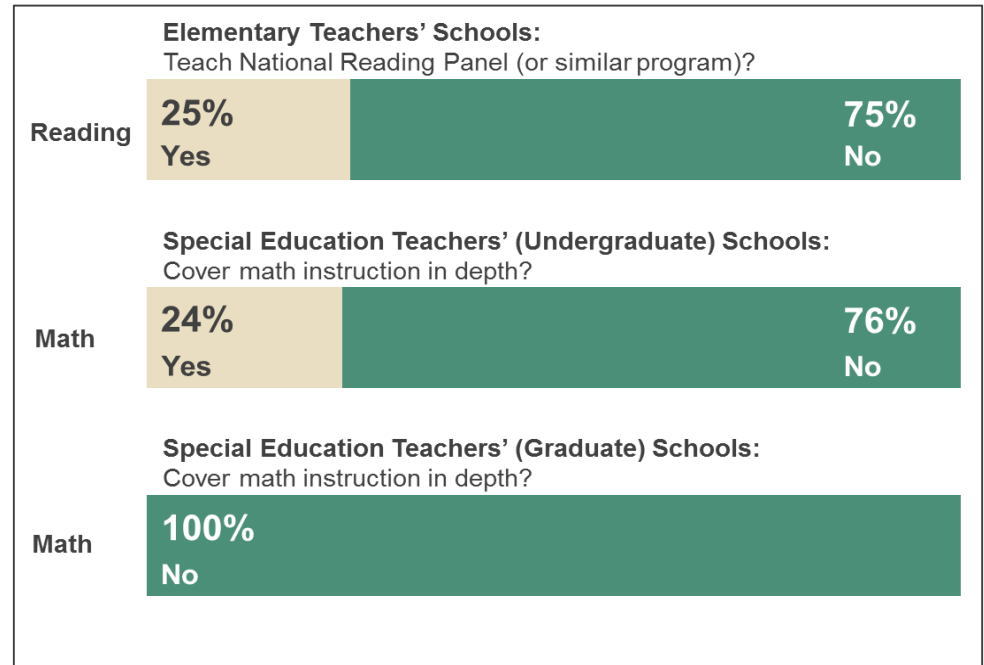 Elementary Teachers’ Schools:
Teach National Reading Panel (or similar program)?
Reading
25%
Yes
75%
No
Special Education Teachers’ (Undergraduate) Schools:
Cover math instruction in depth?
Math
24%
Yes
76%
No
Special Education Teachers’ (Graduate) Schools:
Cover math instruction in depth?
Math
100%
No